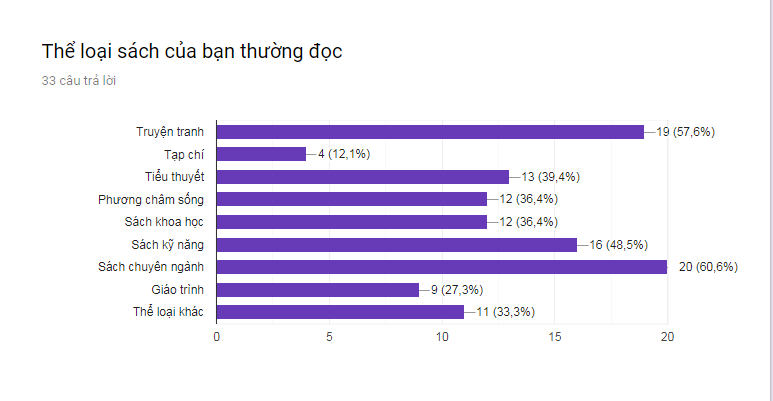 Thể loại sách của bạn thường đọc
33 câu trả lời
Truyện tranh 19 (57,6%)
Tạp chí 4 (12,1%)
Tiểu thuyết 13 (39,4%)
Phương châm sống 12 (36,4%)
Sách khoa học 12 (36,4%)
Sách kỹ năng 16 (48,5%)
Sách chuyên ngành 20 (60,6%)
Giáo trình 9 (27,3%)
Thể loại khác 11 (33,3%)
0 5 10 15 20